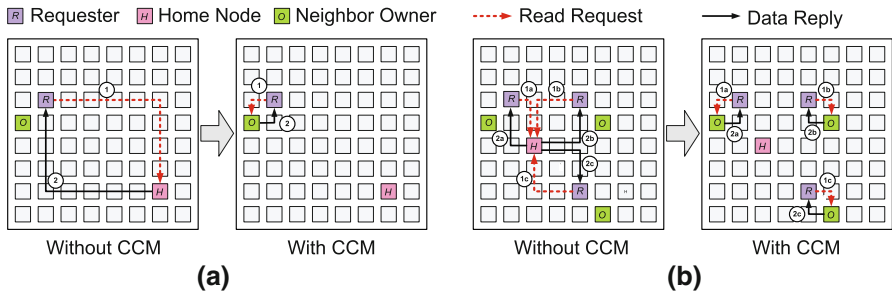 R Requester H Home Node O Neighbor Owner Read Request Data Reply
1 1 1a 1b 1a 1b
R R R R R R
O O 2 O O O O
2a 2b 2a 2b
H H
2c
2 1c 1c
H H R H R
2c
O O
Without CCM With CCM Without CCM With CCM
(a) (b)